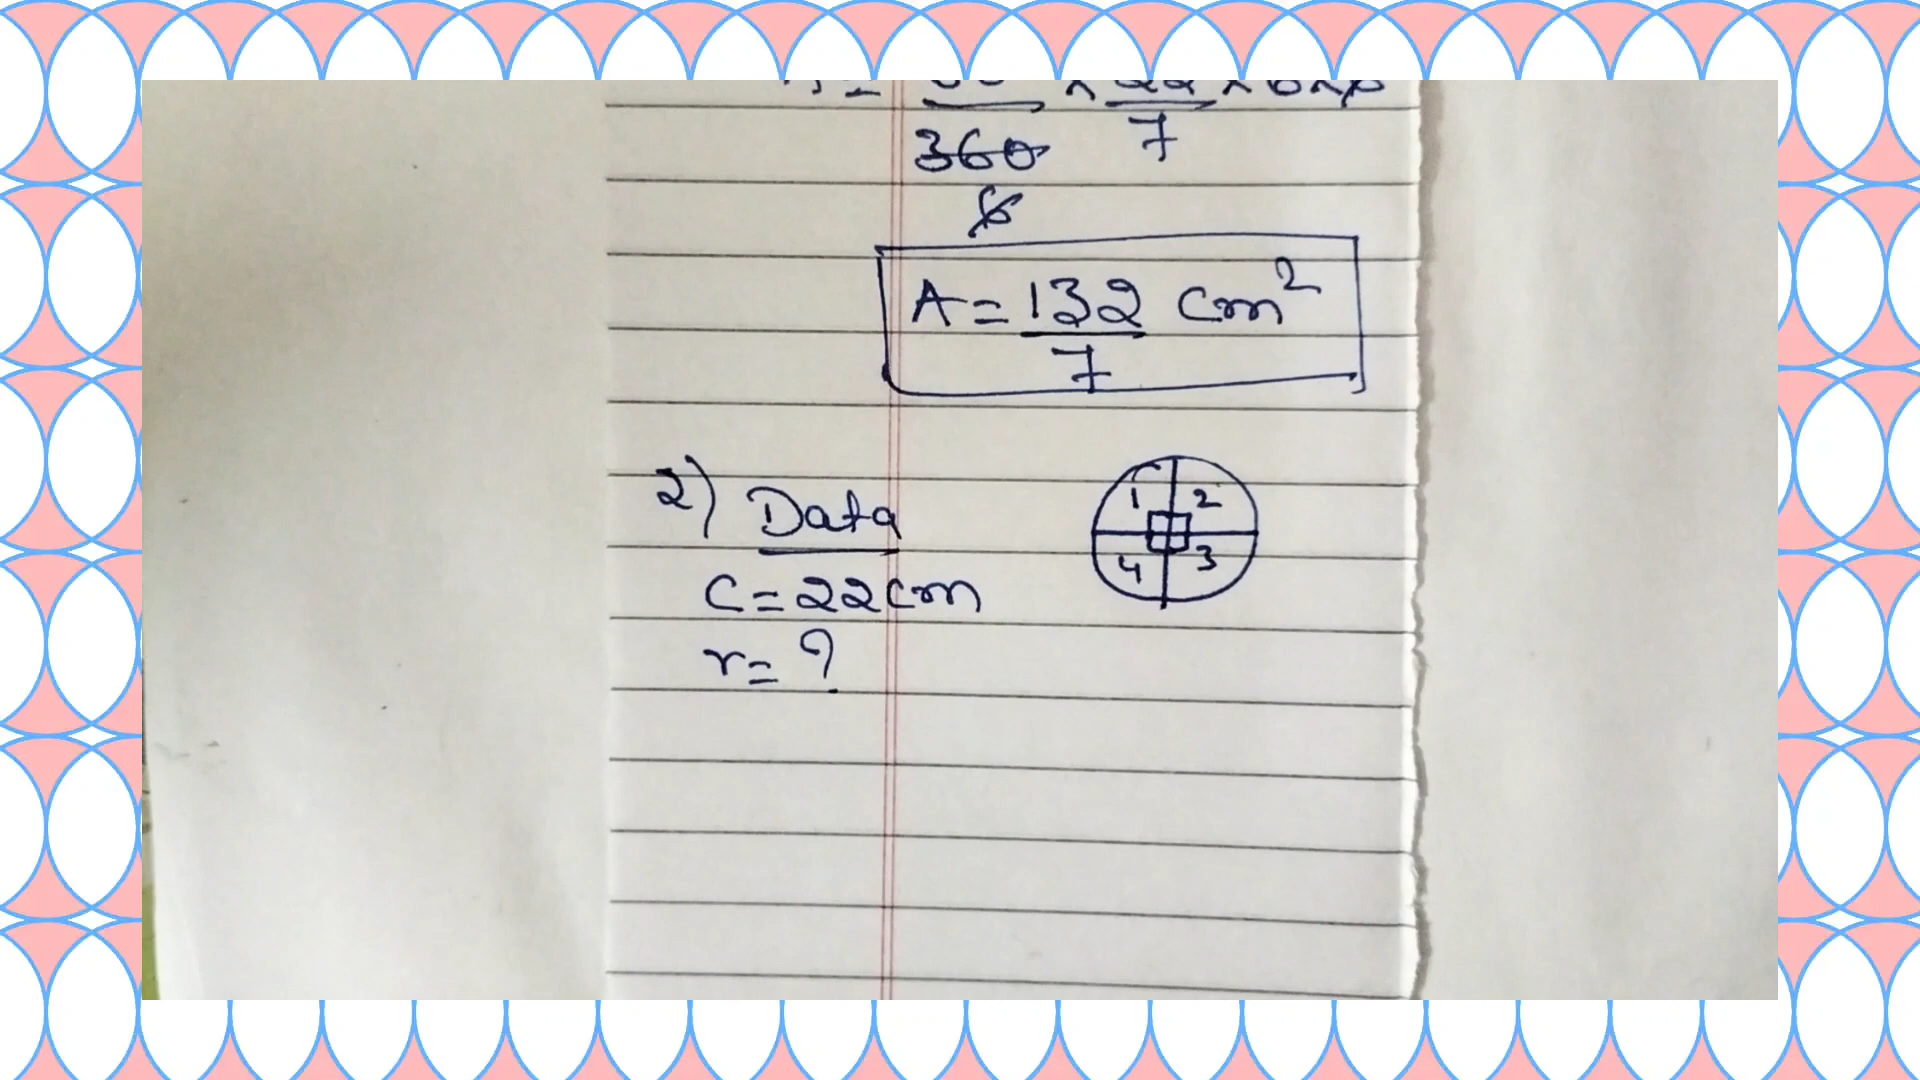 360 7
6
A = 132 cm²
7
2) Data
C = 22 cm
r = ?
1 2
4 3